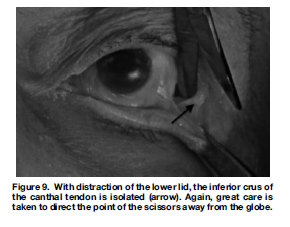 Figure 9. With distraction of the lower lid, the inferior crus of
the canthal tendon is isolated (arrow). Again, great care is
taken to direct the point of the scissors away from the globe.